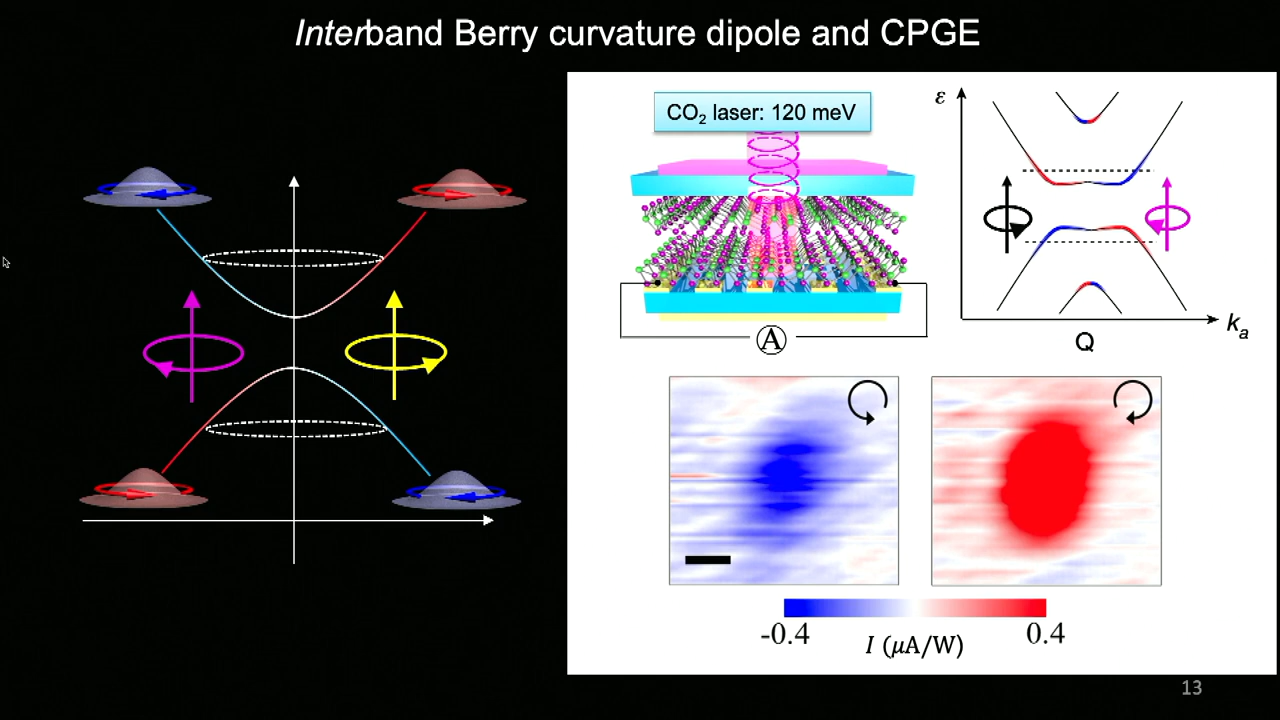 Interband Berry curvature dipole and CPGE
CO₂ laser: 120 meV
ε
kₐ
Q
A
-0.4
0.4
I (μA/W)
13